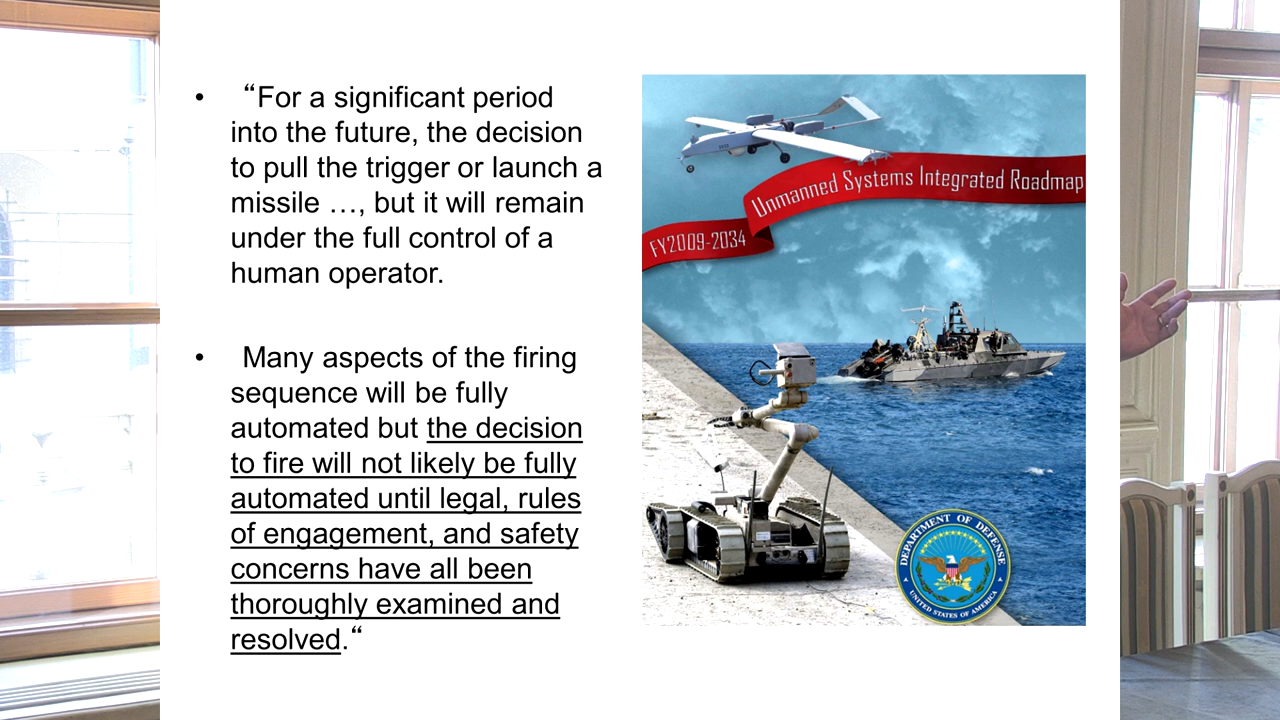 • “For a significant period
into the future, the decision
to pull the trigger or launch a
missile …, but it will remain
under the full control of a
human operator.
• Many aspects of the firing
sequence will be fully
automated but the decision
to fire will not likely be fully
automated until legal, rules
of engagement, and safety
concerns have all been
thoroughly examined and
resolved.“
Unmanned Systems Integrated Roadmap
FY2009-2034
DEPARTMENT OF DEFENSE
UNITED STATES OF AMERICA